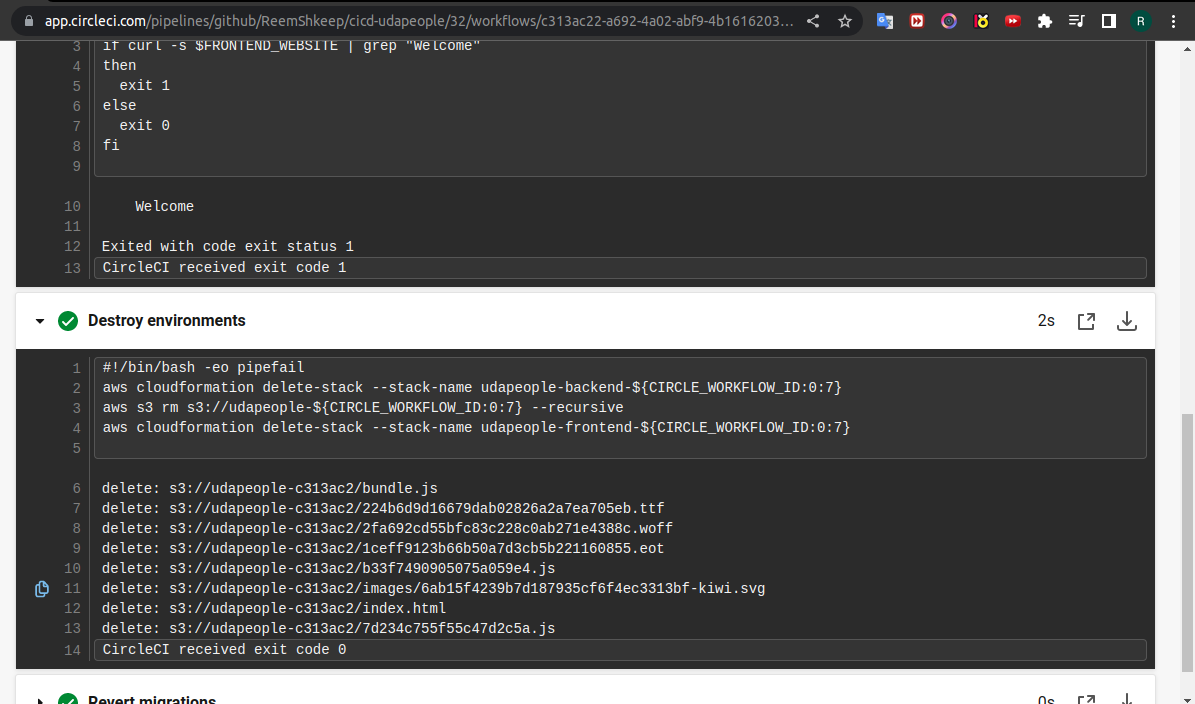 app.circleci.com/pipelines/github/ReemShkeep/cicd-udapeople/32/workflows/c313ac22-a692-4a02-abf9-4b1616203...
R
3 if curl -s $FRONTEND_WEBSITE | grep "Welcome"
4 then
5 exit 1
6 else
7 exit 0
8 fi
9
10 Welcome
11
12 Exited with code exit status 1
13 CircleCI received exit code 1
Destroy environments 2s
1 #!/bin/bash -eo pipefail
2 aws cloudformation delete-stack --stack-name udapeople-backend-${CIRCLE_WORKFLOW_ID:0:7}
3 aws s3 rm s3://udapeople-${CIRCLE_WORKFLOW_ID:0:7} --recursive
4 aws cloudformation delete-stack --stack-name udapeople-frontend-${CIRCLE_WORKFLOW_ID:0:7}
5
6 delete: s3://udapeople-c313ac2/bundle.js
7 delete: s3://udapeople-c313ac2/224b6d9d16679dab02826a2a7ea705eb.ttf
8 delete: s3://udapeople-c313ac2/2fa692cd55bfc83c228c0ab271e4388c.woff
9 delete: s3://udapeople-c313ac2/1ceff9123b66b50a7d3cb5b221160855.eot
10 delete: s3://udapeople-c313ac2/b33f7490905075a059e4.js
11 delete: s3://udapeople-c313ac2/images/6ab15f4239b7d187935cf6f4ec3313bf-kiwi.svg
12 delete: s3://udapeople-c313ac2/index.html
13 delete: s3://udapeople-c313ac2/7d234c755f55c47d2c5a.js
14 CircleCI received exit code 0
Revert migrations 0s